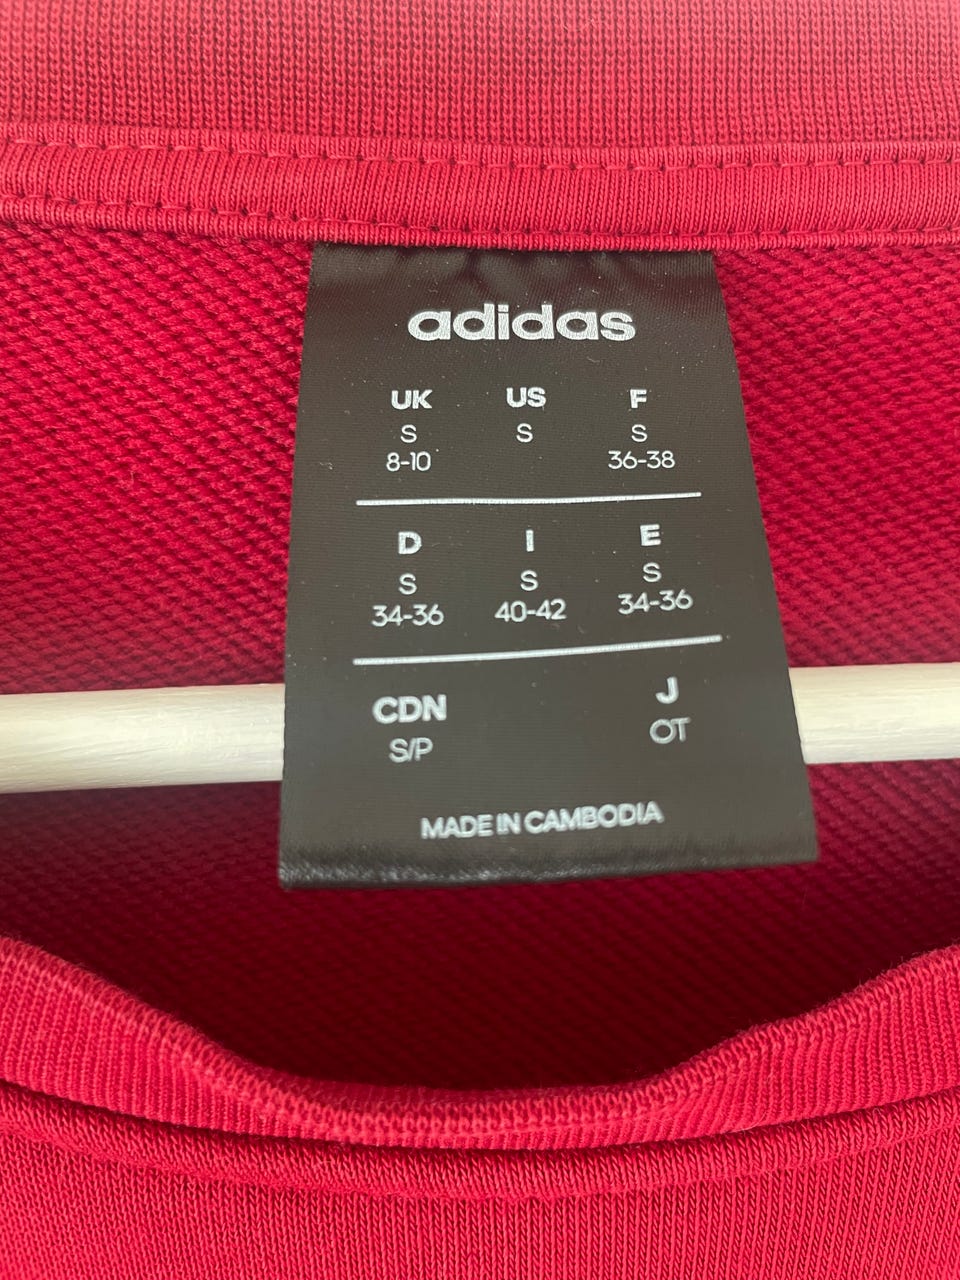 adidas
UK US F
S S S
8-10 36-38
D I E
S S S
34-36 40-42 34-36
CDN J
S/P OT
MADE IN CAMBODIA